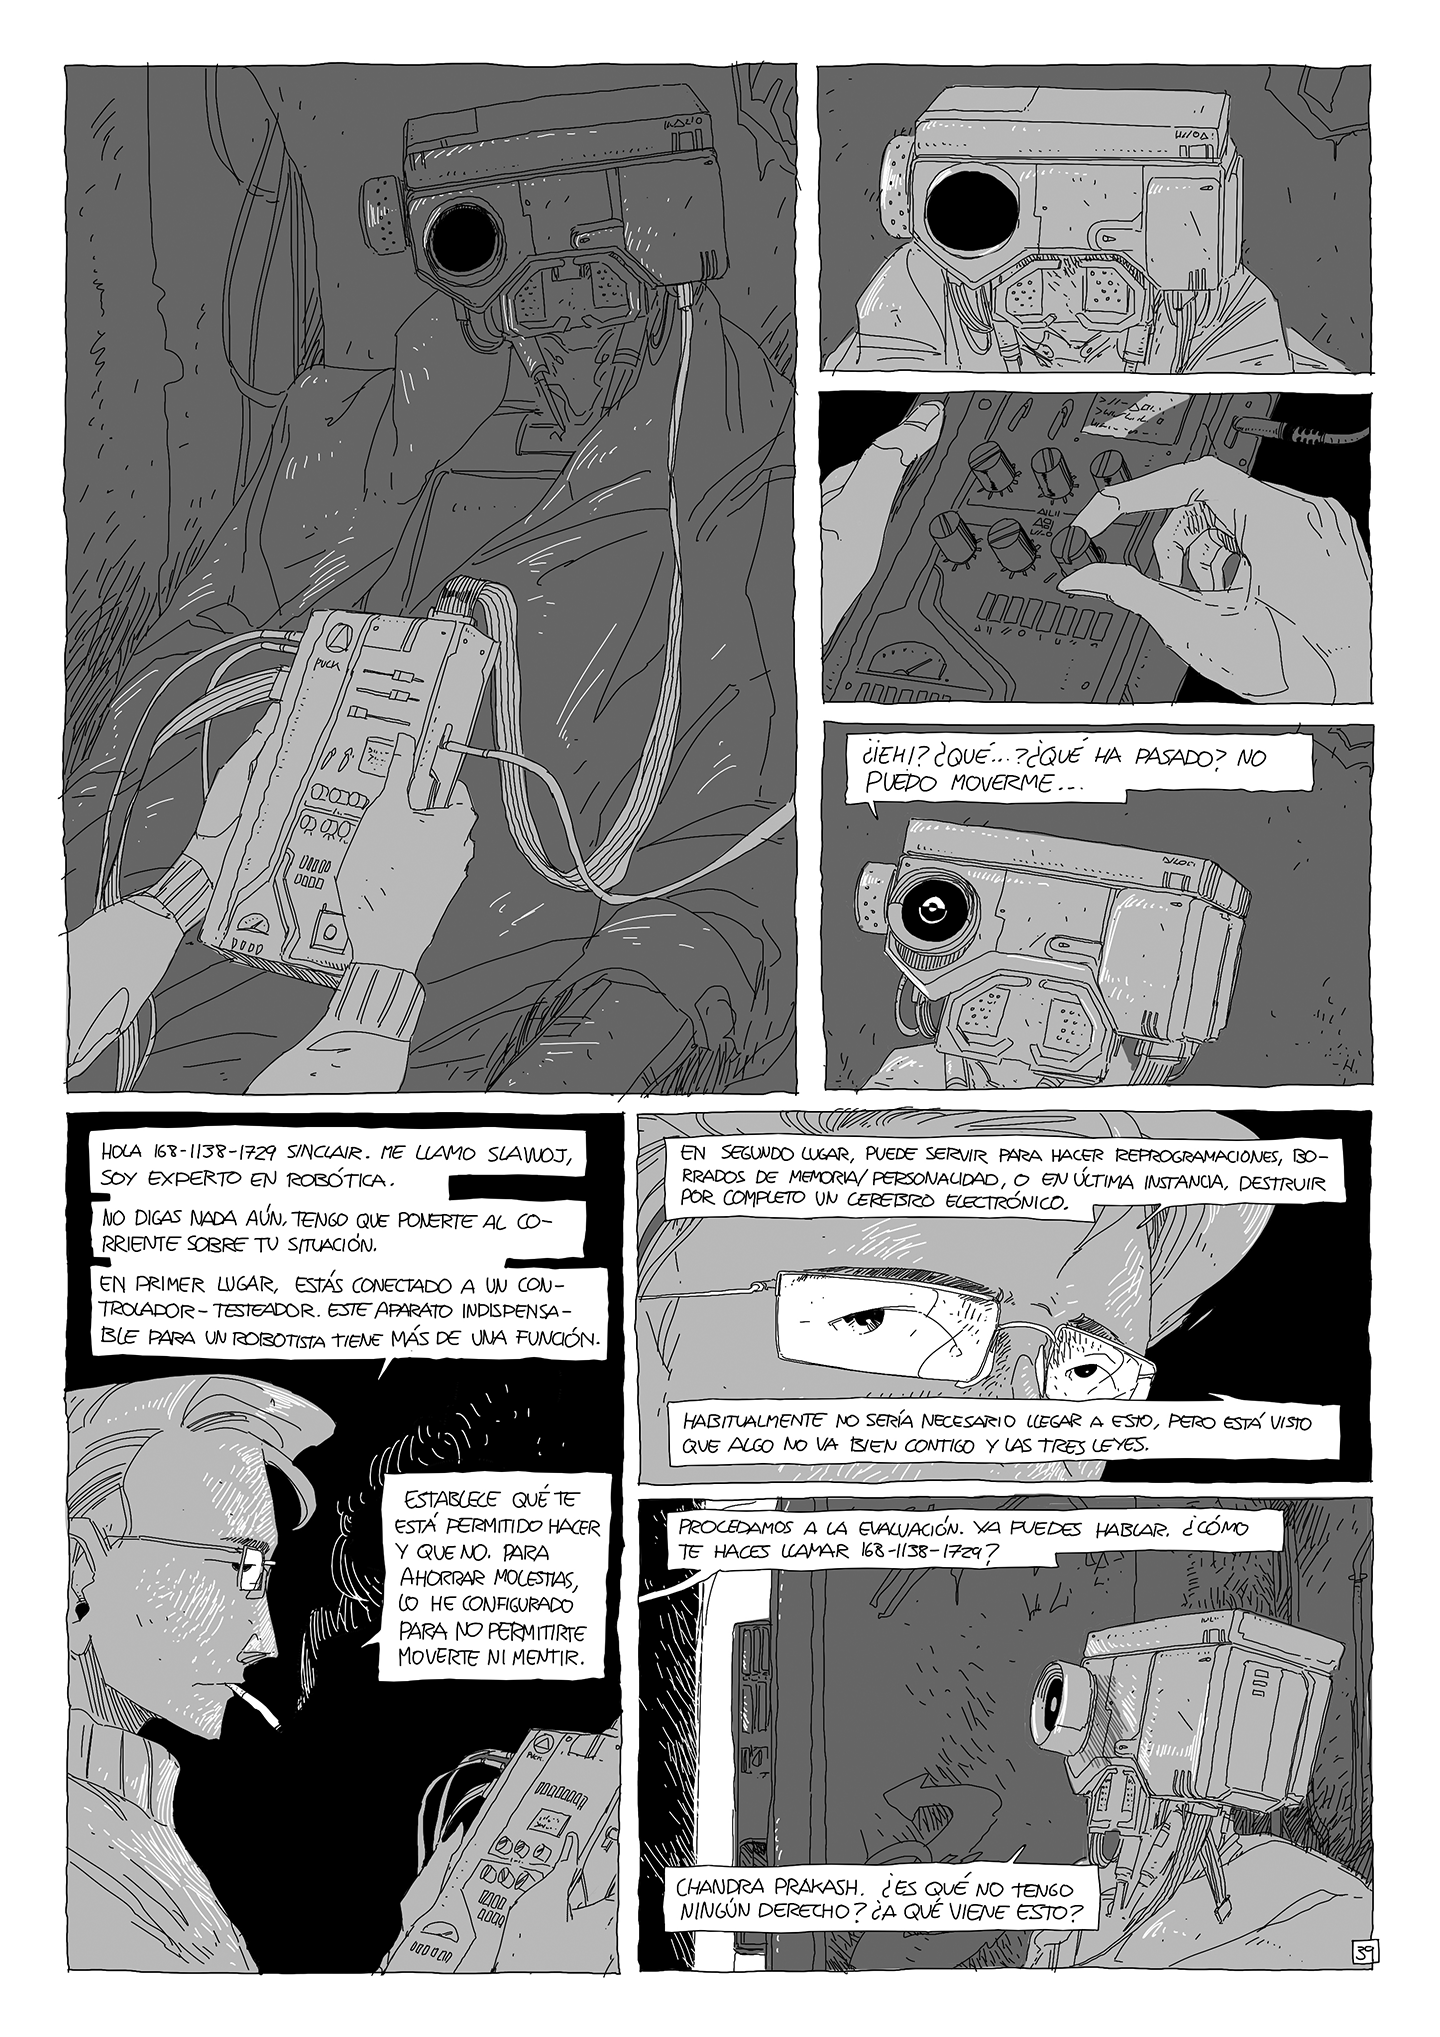 PUCK
¿¡EH!? ¿QUÉ...? ¿QUÉ HA PASADO? NO
PUEDO MOVERME...
HOLA 168-1138-1729 SINCLAIR. ME LLAMO SLAWOJ,
SOY EXPERTO EN ROBÓTICA.
NO DIGAS NADA AÚN, TENGO QUE PONERTE AL CO-
RRIENTE SOBRE TU SITUACIÓN.
EN PRIMER LUGAR, ESTÁS CONECTADO A UN CON-
TROLADOR-TESTEADOR. ESTE APARATO INDISPENSA-
BLE PARA UN ROBOTISTA TIENE MÁS DE UNA FUNCIÓN.
ESTABLECE QUÉ TE
ESTÁ PERMITIDO HACER
Y QUE NO. PARA
AHORRAR MOLESTIAS,
LO HE CONFIGURADO
PARA NO PERMITIRTE
MOVERTE NI MENTIR.
PUCK
EN SEGUNDO LUGAR, PUEDE SERVIR PARA HACER REPROGRAMACIONES, BO-
RRADOS DE MEMORIA/PERSONALIDAD, O EN ÚLTIMA INSTANCIA, DESTRUIR
POR COMPLETO UN CEREBRO ELECTRÓNICO.
HABITUALMENTE NO SERÍA NECESARIO LLEGAR A ESTO, PERO ESTÁ VISTO
QUE ALGO NO VA BIEN CONTIGO Y LAS TRES LEYES.
PROCEDAMOS A LA EVALUACIÓN. YA PUEDES HABLAR. ¿CÓMO
TE HACES LLAMAR 168-1138-1729?
CHANDRA PRAKASH. ¿ES QUÉ NO TENGO
NINGÚN DERECHO? ¿A QUÉ VIENE ESTO?
39